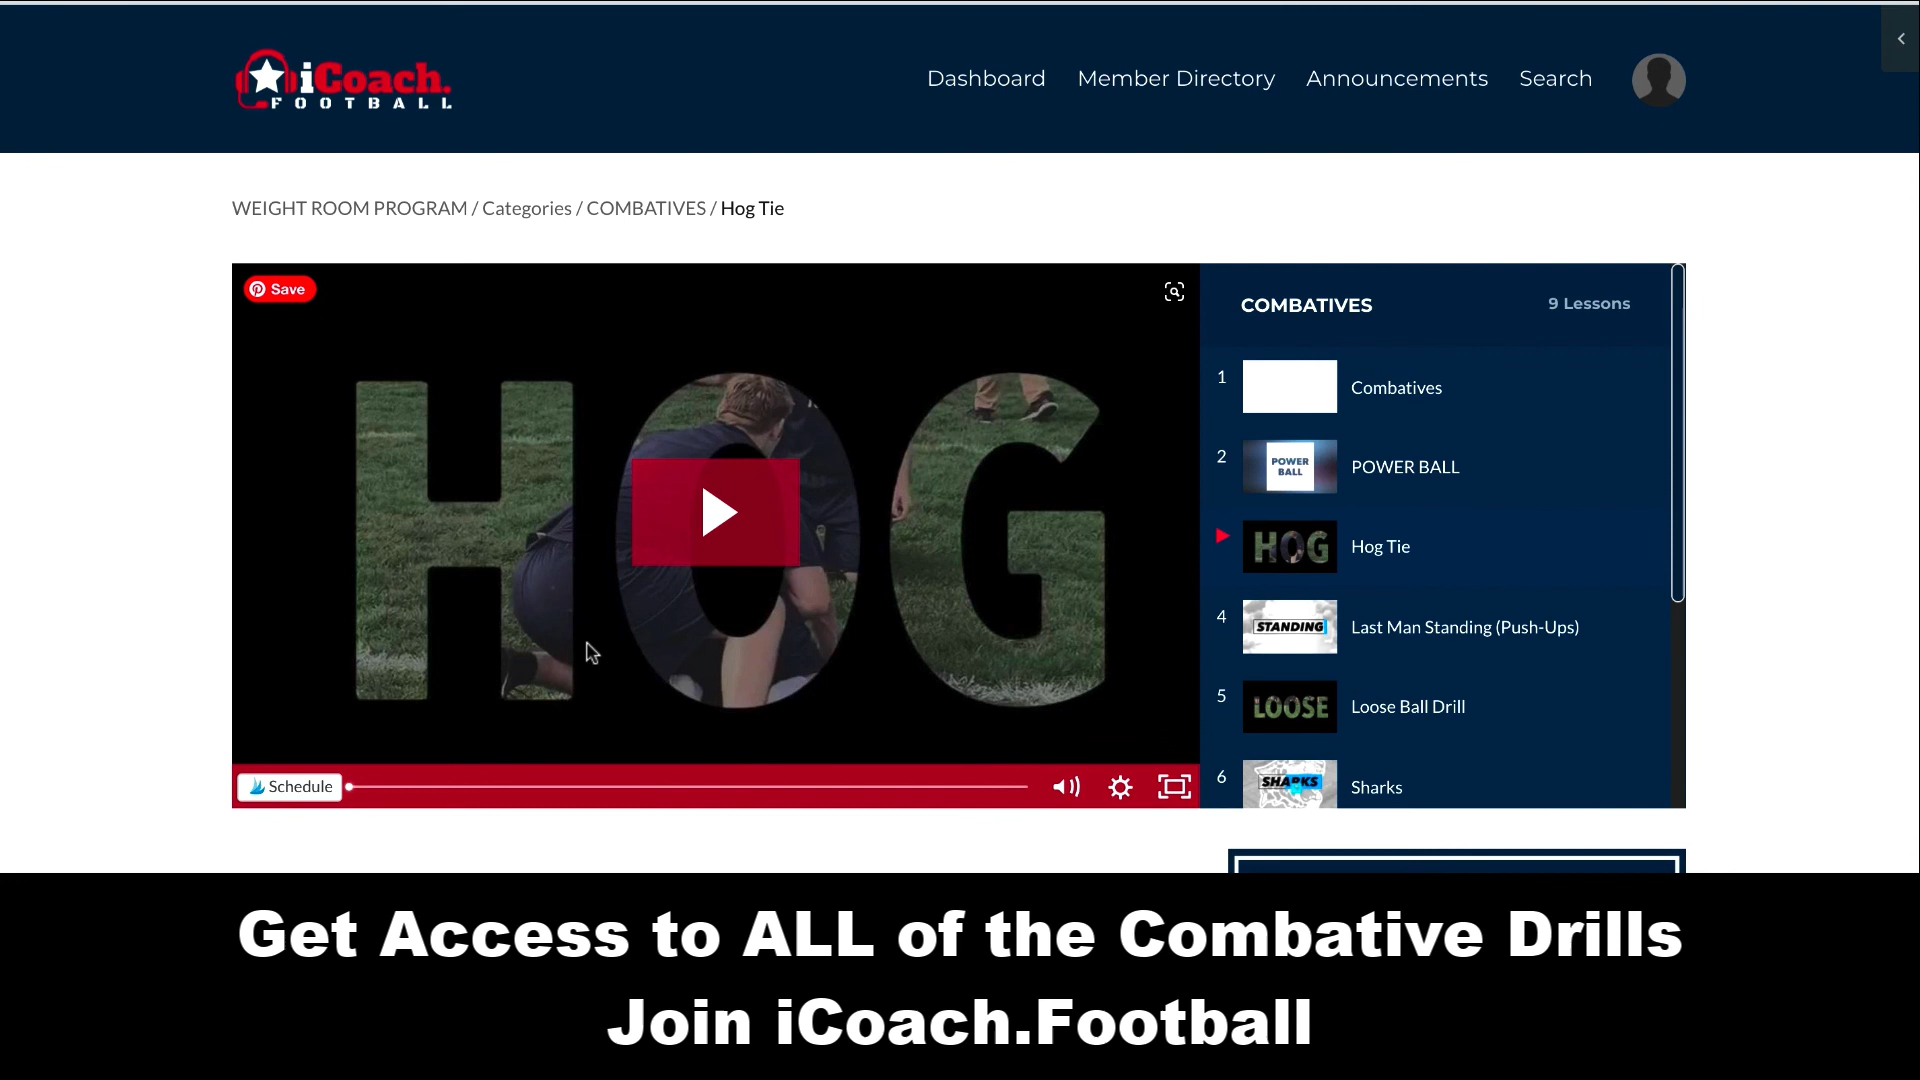 iCoach.
FOOTBALL
Dashboard
Member Directory
Announcements
Search
WEIGHT ROOM PROGRAM / Categories / COMBATIVES / Hog Tie
Save
HOG
Schedule
COMBATIVES
9 Lessons
1
Combatives
2
POWER
BALL
POWER BALL
HOG
Hog Tie
4
STANDING
Last Man Standing (Push-Ups)
5
LOOSE
Loose Ball Drill
6
SHARKS
Sharks
Get Access to ALL of the Combative Drills
Join iCoach.Football